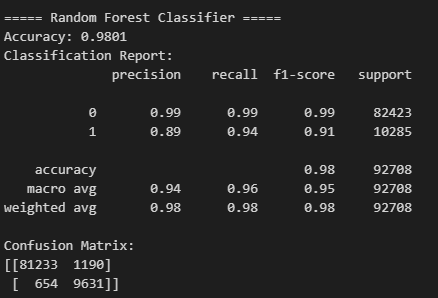 ===== Random Forest Classifier =====
Accuracy: 0.9801
Classification Report:
precision recall f1-score support
0 0.99 0.99 0.99 82423
1 0.89 0.94 0.91 10285
accuracy 0.98 92708
macro avg 0.94 0.96 0.95 92708
weighted avg 0.98 0.98 0.98 92708
Confusion Matrix:
[[81233 1190]
[ 654 9631]]